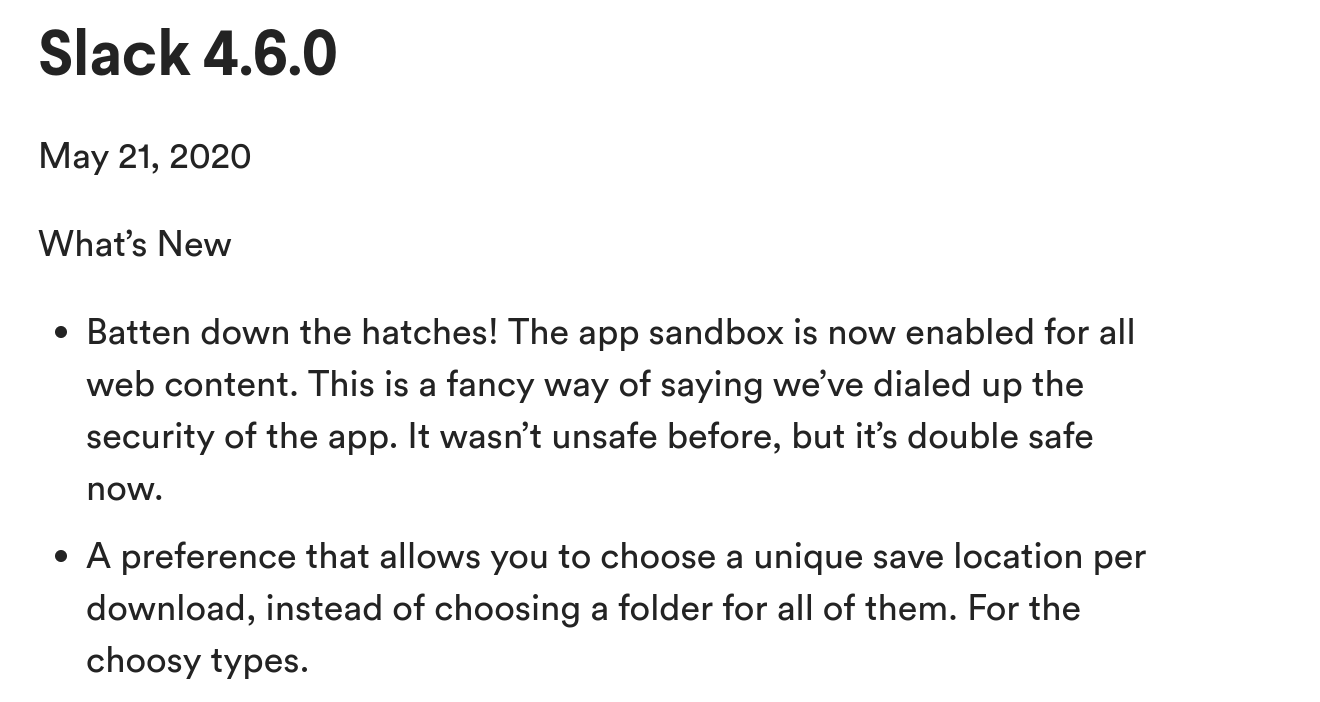 Slack 4.6.0
May 21, 2020
What’s New
• Batten down the hatches! The app sandbox is now enabled for all
web content. This is a fancy way of saying we’ve dialed up the
security of the app. It wasn’t unsafe before, but it’s double safe
now.
• A preference that allows you to choose a unique save location per
download, instead of choosing a folder for all of them. For the
choosy types.